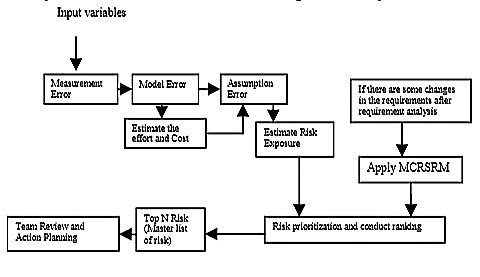 Input variables
Measurement
Error
Model Error
Assumption
Error
If there are some changes
in the requirements after
requirement analysis
Estimate the
effort and Cost
Estimate Risk
Exposure
Apply MCRSRM
Team Review and
Action Planning
Top N Risk
(Master list
of risk)
Risk prioritization and conduct ranking